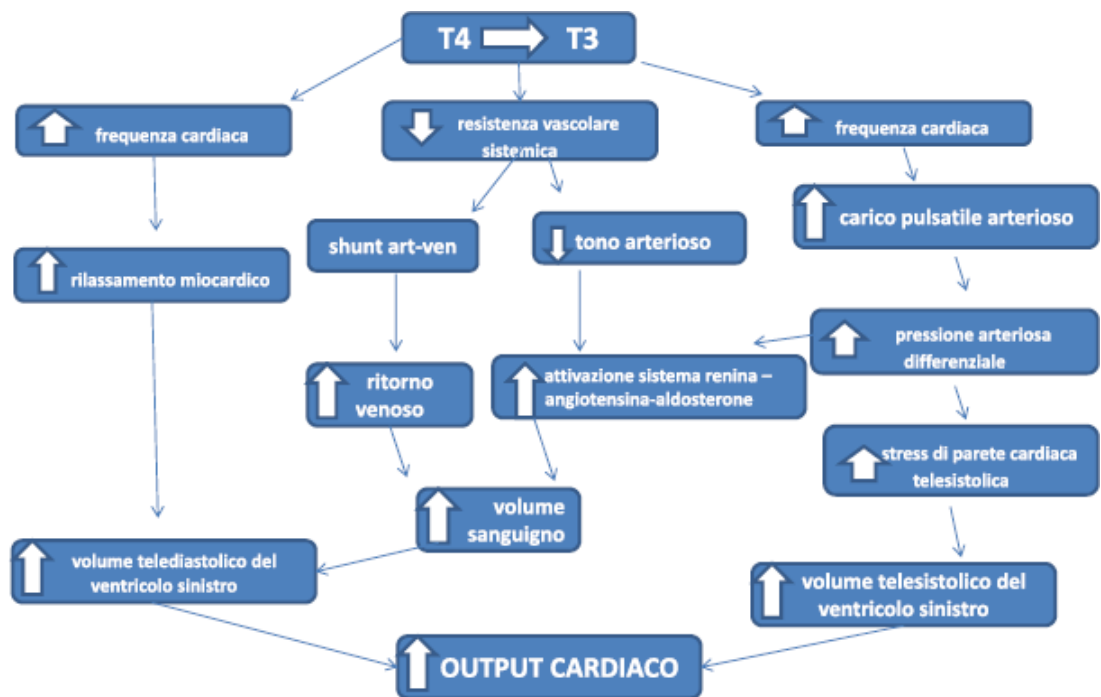 T4 T3
frequenza cardiaca
resistenza vascolare
sistemica
frequenza cardiaca
carico pulsatile arterioso
shunt art-ven
tono arterioso
rilassamento miocardico
pressione arteriosa
differenziale
ritorno
venoso
attivazione sistema renina –
angiotensina-aldosterone
stress di parete cardiaca
telesistolica
volume
sanguigno
volume telediastolico del
ventricolo sinistro
volume telesistolico del
ventricolo sinistro
OUTPUT CARDIACO